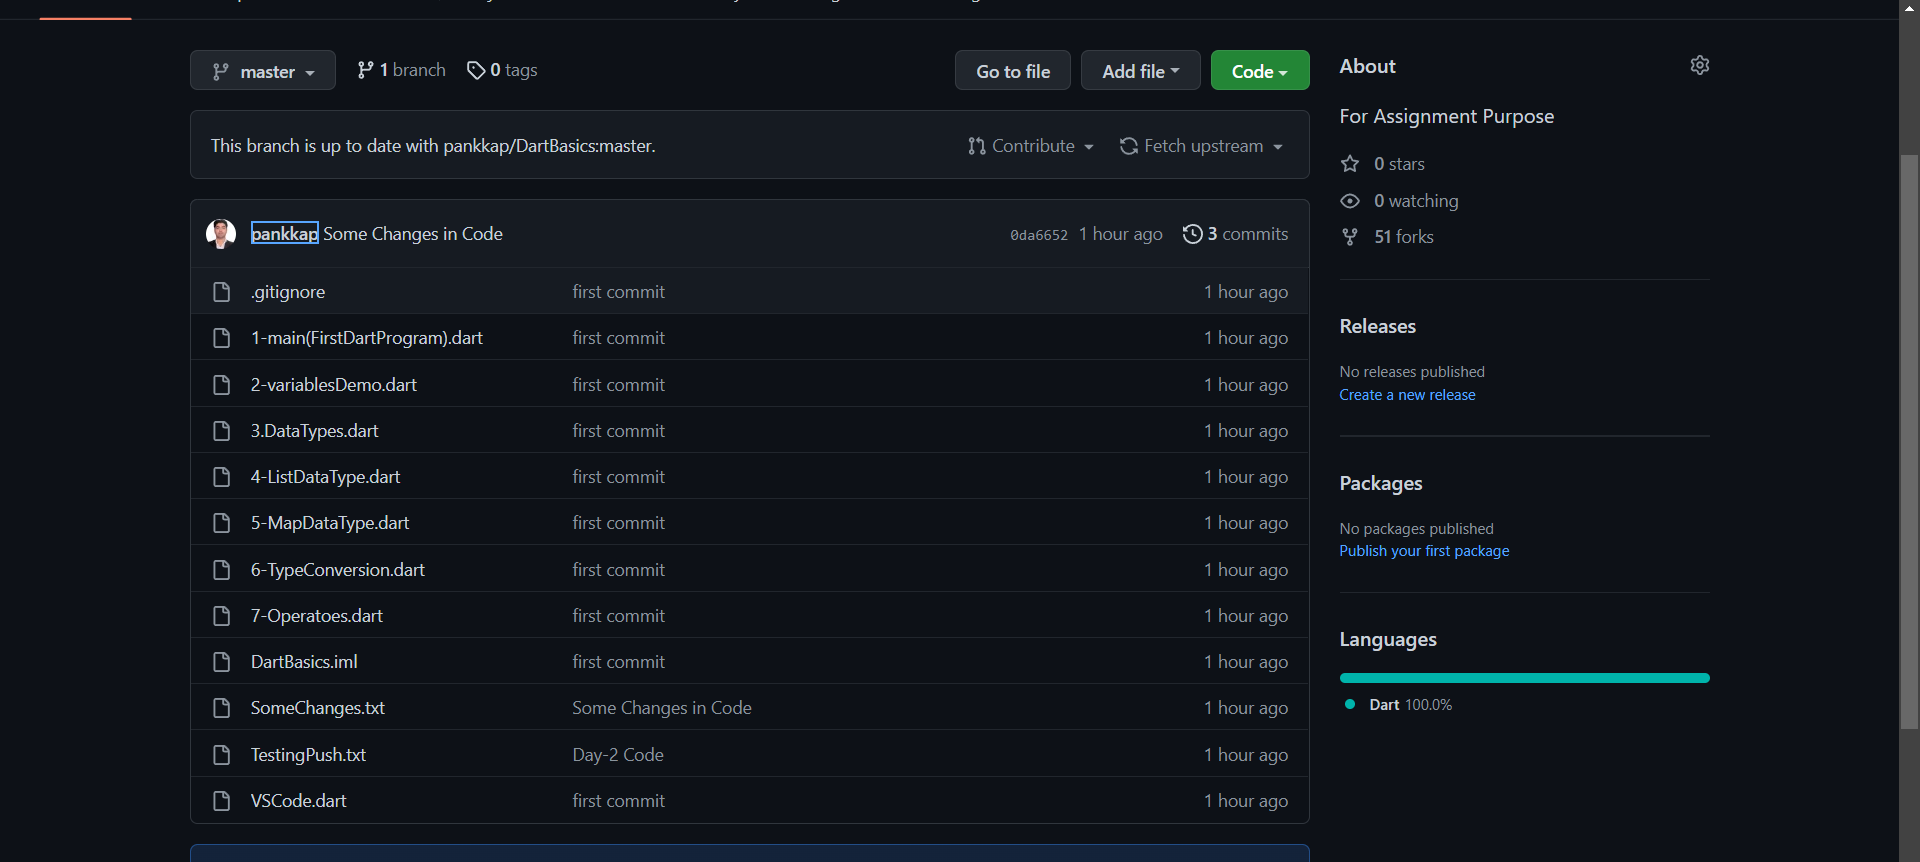 master
1 branch
0 tags
Go to file
Add file
Code
This branch is up to date with pankkap/DartBasics:master.
Contribute
Fetch upstream
pankkap Some Changes in Code
0da6652 1 hour ago
3 commits
.gitignore first commit 1 hour ago
1-main(FirstDartProgram).dart first commit 1 hour ago
2-variablesDemo.dart first commit 1 hour ago
3.DataTypes.dart first commit 1 hour ago
4-ListDataType.dart first commit 1 hour ago
5-MapDataType.dart first commit 1 hour ago
6-TypeConversion.dart first commit 1 hour ago
7-Operatoes.dart first commit 1 hour ago
DartBasics.iml first commit 1 hour ago
SomeChanges.txt Some Changes in Code 1 hour ago
TestingPush.txt Day-2 Code 1 hour ago
VSCode.dart first commit 1 hour ago
About
For Assignment Purpose
0 stars
0 watching
51 forks
Releases
No releases published
Create a new release
Packages
No packages published
Publish your first package
Languages
Dart 100.0%